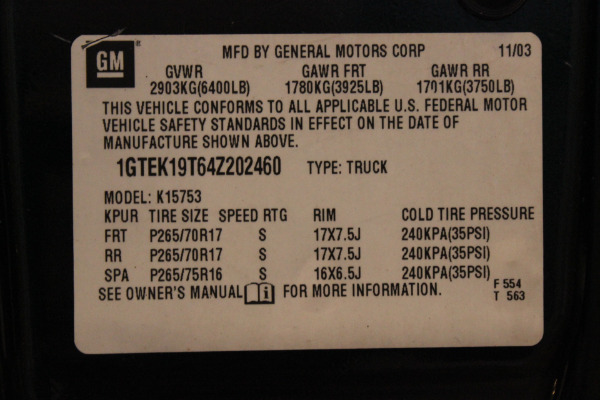 GM
MFD BY GENERAL MOTORS CORP 11/03
GVWR GAWR FRT GAWR RR
2903KG(6400LB) 1780KG(3925LB) 1701KG(3750LB)
THIS VEHICLE CONFORMS TO ALL APPLICABLE U.S. FEDERAL MOTOR
VEHICLE SAFETY STANDARDS IN EFFECT ON THE DATE OF
MANUFACTURE SHOWN ABOVE.
1GTEK19T64Z202460 TYPE: TRUCK
MODEL: K15753
KPUR TIRE SIZE SPEED RTG RIM COLD TIRE PRESSURE
FRT P265/70R17 S 17X7.5J 240KPA(35PSI)
RR P265/70R17 S 17X7.5J 240KPA(35PSI)
SPA P265/75R16 S 16X6.5J 240KPA(35PSI)
SEE OWNER'S MANUAL i FOR MORE INFORMATION.
F 554
T 563